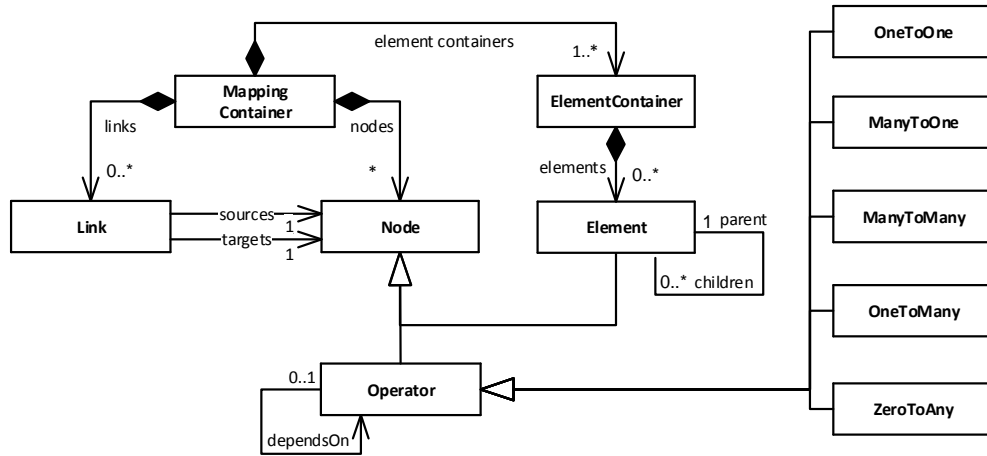 element containers
1..*
OneToOne
Mapping
Container
ElementContainer
links
nodes
ManyToOne
elements
0..*
*
0..*
Link
sources
1
targets
1
Node
Element
1 parent
0..* children
ManyToMany
OneToMany
0..1
Operator
dependsOn
ZeroToAny